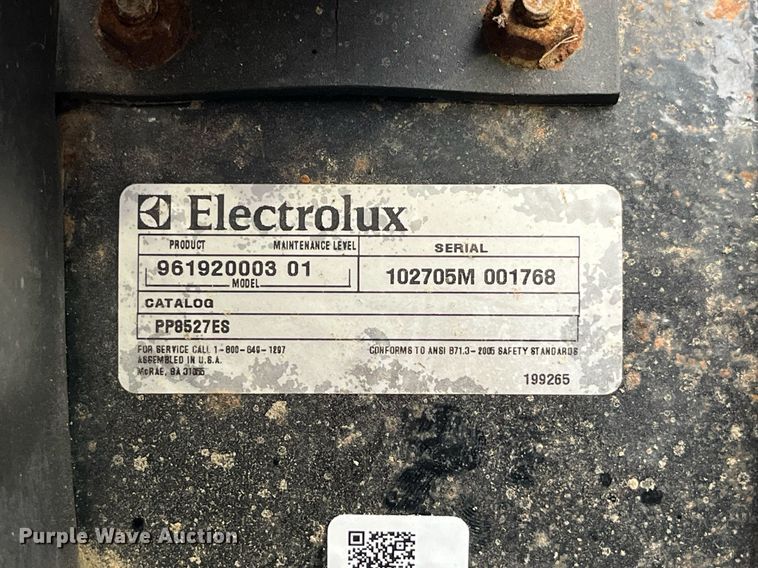 Electrolux
PRODUCT MAINTENANCE LEVEL SERIAL
961920003 01 102705M 001768
MODEL
CATALOG
PP8527ES
FOR SERVICE CALL 1-800-649-1297 CONFORMS TO ANSI B71.3-2005 SAFETY STANDARDS
ASSEMBLED IN U.S.A.
McRAE, GA 31055
199265
Purple Wave Auction